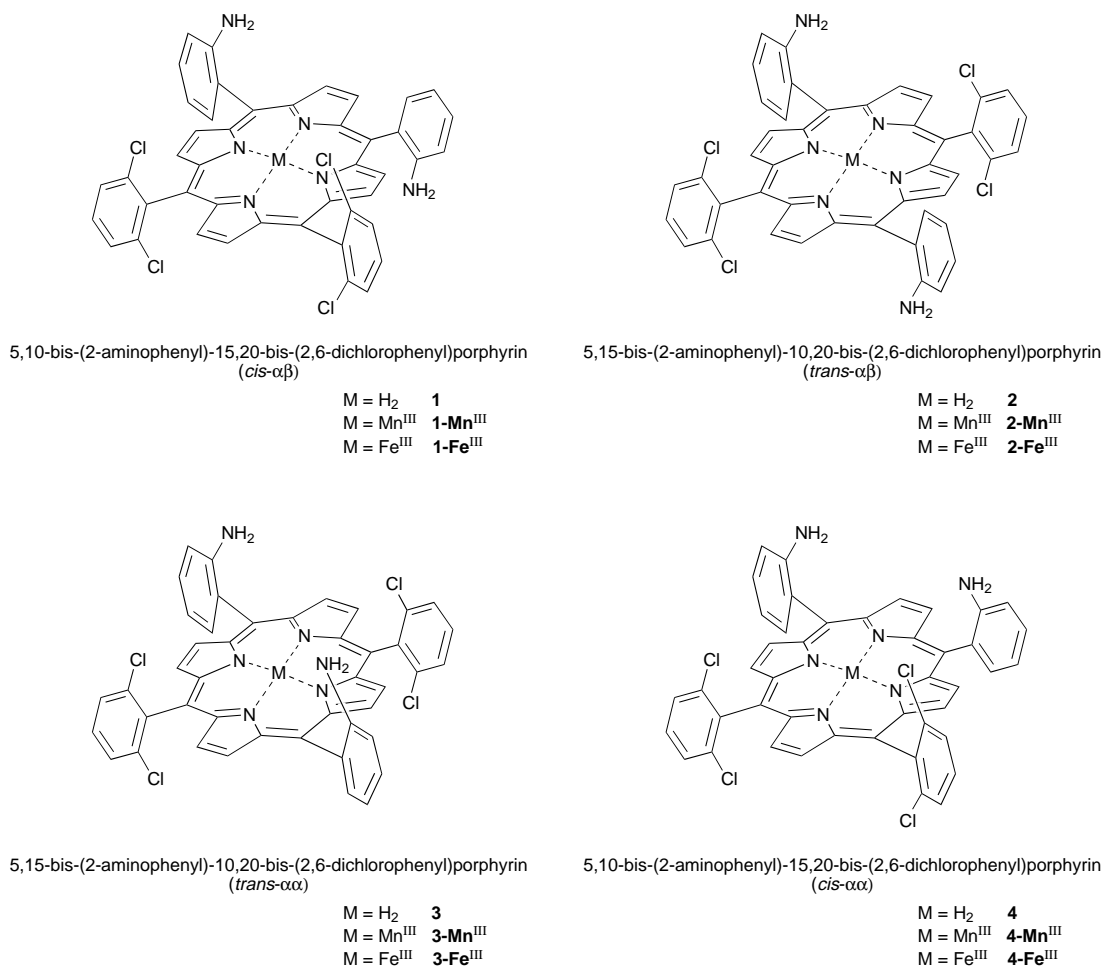 NH₂
Cl
N
N
M
N
N
Cl
NH₂
Cl
Cl
5,10-bis-(2-aminophenyl)-15,20-bis-(2,6-dichlorophenyl)porphyrin
(cis-αβ)
M = H₂ 1
M = Mnᴵᴵᴵ 1-Mnᴵᴵᴵ
M = Feᴵᴵᴵ 1-Feᴵᴵᴵ
NH₂
Cl
N
Cl
N
M
N
Cl
N
Cl
NH₂
5,15-bis-(2-aminophenyl)-10,20-bis-(2,6-dichlorophenyl)porphyrin
(trans-αβ)
M = H₂ 2
M = Mnᴵᴵᴵ 2-Mnᴵᴵᴵ
M = Feᴵᴵᴵ 2-Feᴵᴵᴵ
NH₂
Cl
N
Cl
N
M
NH₂
N
Cl
N
Cl
5,15-bis-(2-aminophenyl)-10,20-bis-(2,6-dichlorophenyl)porphyrin
(trans-αα)
M = H₂ 3
M = Mnᴵᴵᴵ 3-Mnᴵᴵᴵ
M = Feᴵᴵᴵ 3-Feᴵᴵᴵ
NH₂
NH₂
N
Cl
N
M
Cl
N
N
Cl
Cl
5,10-bis-(2-aminophenyl)-15,20-bis-(2,6-dichlorophenyl)porphyrin
(cis-αα)
M = H₂ 4
M = Mnᴵᴵᴵ 4-Mnᴵᴵᴵ
M = Feᴵᴵᴵ 4-Feᴵᴵᴵ